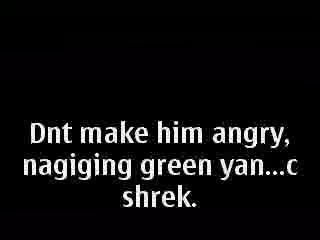 Dnt make him angry,
nagiging green yan...c
shrek.